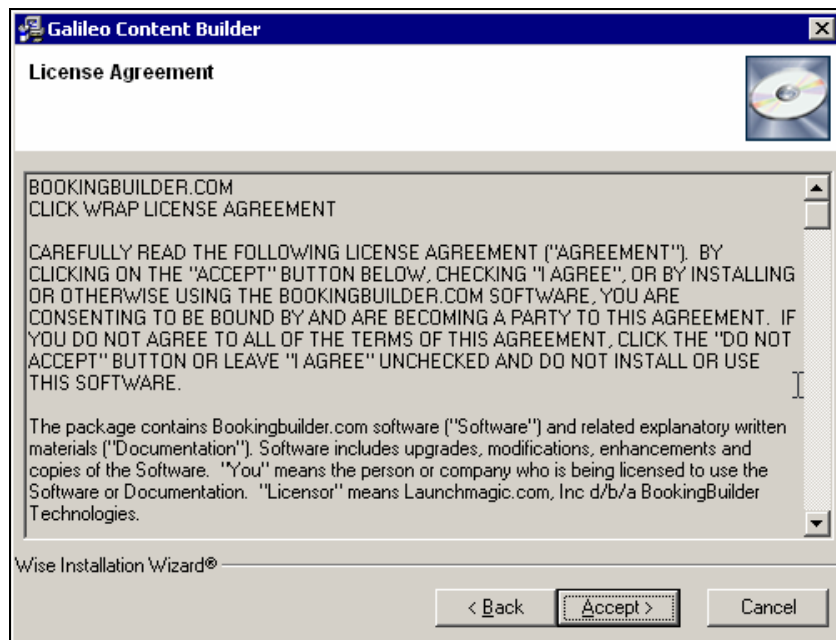 Galileo Content Builder
License Agreement
BOOKINGBUILDER.COM
CLICK WRAP LICENSE AGREEMENT
CAREFULLY READ THE FOLLOWING LICENSE AGREEMENT ("AGREEMENT").  BY
CLICKING ON THE "ACCEPT" BUTTON BELOW, CHECKING "I AGREE", OR BY INSTALLING
OR OTHERWISE USING THE BOOKINGBUILDER.COM SOFTWARE, YOU ARE
CONSENTING TO BE BOUND BY AND ARE BECOMING A PARTY TO THIS AGREEMENT.  IF
YOU DO NOT AGREE TO ALL OF THE TERMS OF THIS AGREEMENT, CLICK THE "DO NOT
ACCEPT" BUTTON OR LEAVE "I AGREE" UNCHECKED AND DO NOT INSTALL OR USE
THIS SOFTWARE.
The package contains Bookingbuilder.com software ("Software") and related explanatory written
materials ("Documentation"). Software includes upgrades, modifications, enhancements and
copies of the Software.  "You" means the person or company who is being licensed to use the
Software or Documentation.  "Licensor" means Launchmagic.com, Inc d/b/a BookingBuilder
Technologies.
Wise Installation Wizard®
< Back
Accept >
Cancel